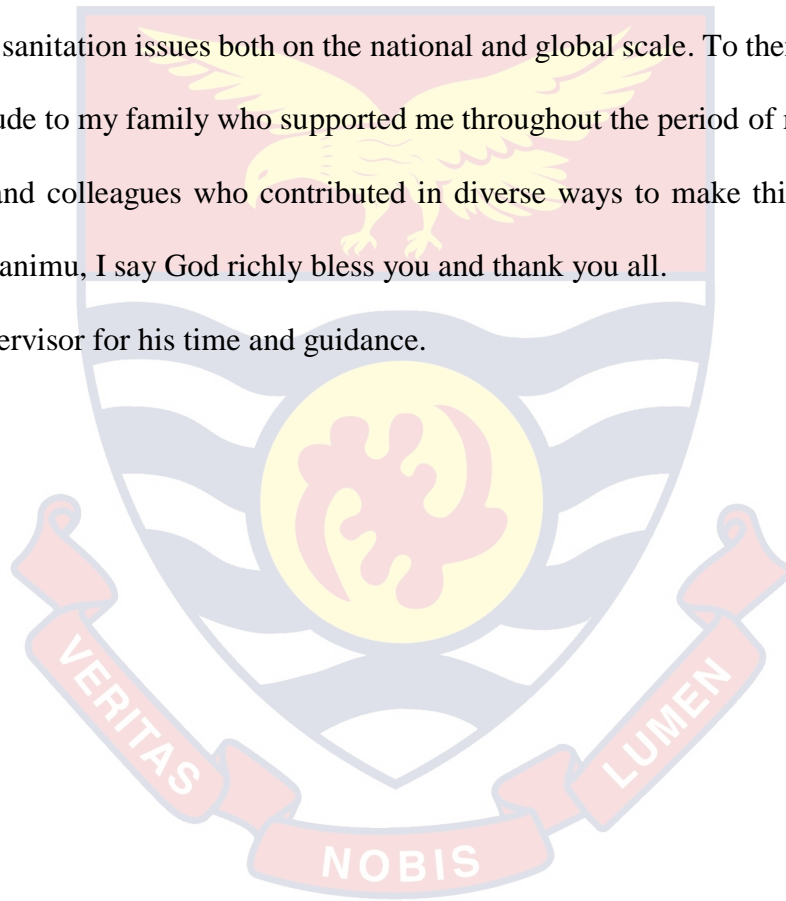 sanitation issues both on the national and global scale. To the
ude to my family who supported me throughout the period of
and colleagues who contributed in diverse ways to make thi
animu, I say God richly bless you and thank you all.
ervisor for his time and guidance.
VERITAS
NOBIS
LUMEN